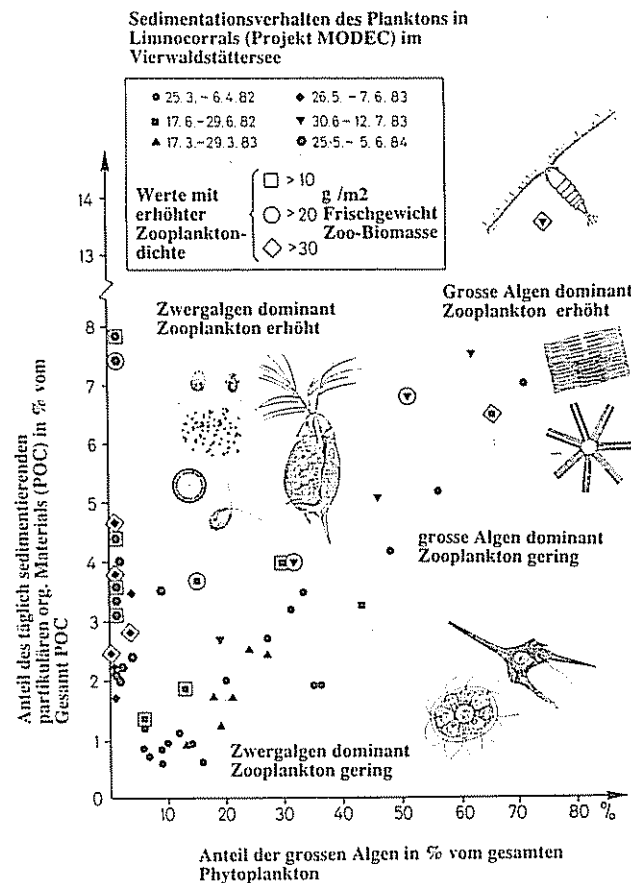 Sedimentationsverhalten des Planktons in
Limnocorrals (Projekt MODEC) im
Vierwaldstättersee
25.3.–6.4.82
26.5.–7.6.83
17.6.–29.6.82
30.6–12.7.83
17.3.–29.3.83
25.5.–5.6.84
Werte mit
erhöhter
Zooplankton-
dichte
>10
>20
>30
g /m2
Frischgewicht
Zoo-Biomasse
Zwergalgen dominant
Zooplankton erhöht
Grosse Algen dominant
Zooplankton erhöht
grosse Algen dominant
Zooplankton gering
Zwergalgen dominant
Zooplankton gering
Anteil des täglich sedimentierenden
partikulären org. Materials (POC) in % vom
Gesamt POC
14
13
8
7
6
5
4
3
2
1
0
10
20
30
40
50
60
70
80
%
Anteil der grossen Algen in % vom gesamten
Phytoplankton